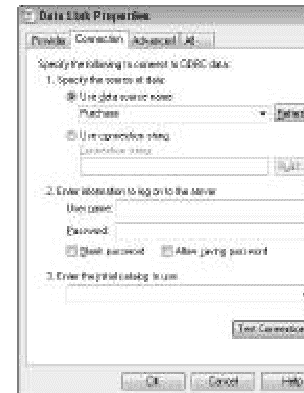 Data Link Properties
Provider Connection Advanced All
Specify the following to connect to ODBC data:
1. Specify the source of data:
Use data source name
Purchase
Use connection string
Connection string:
2. Enter information to log on to the server
User name:
Password:
Blank password Allow saving password
3. Enter the initial catalog to use:
Test Connection
OK Cancel Help